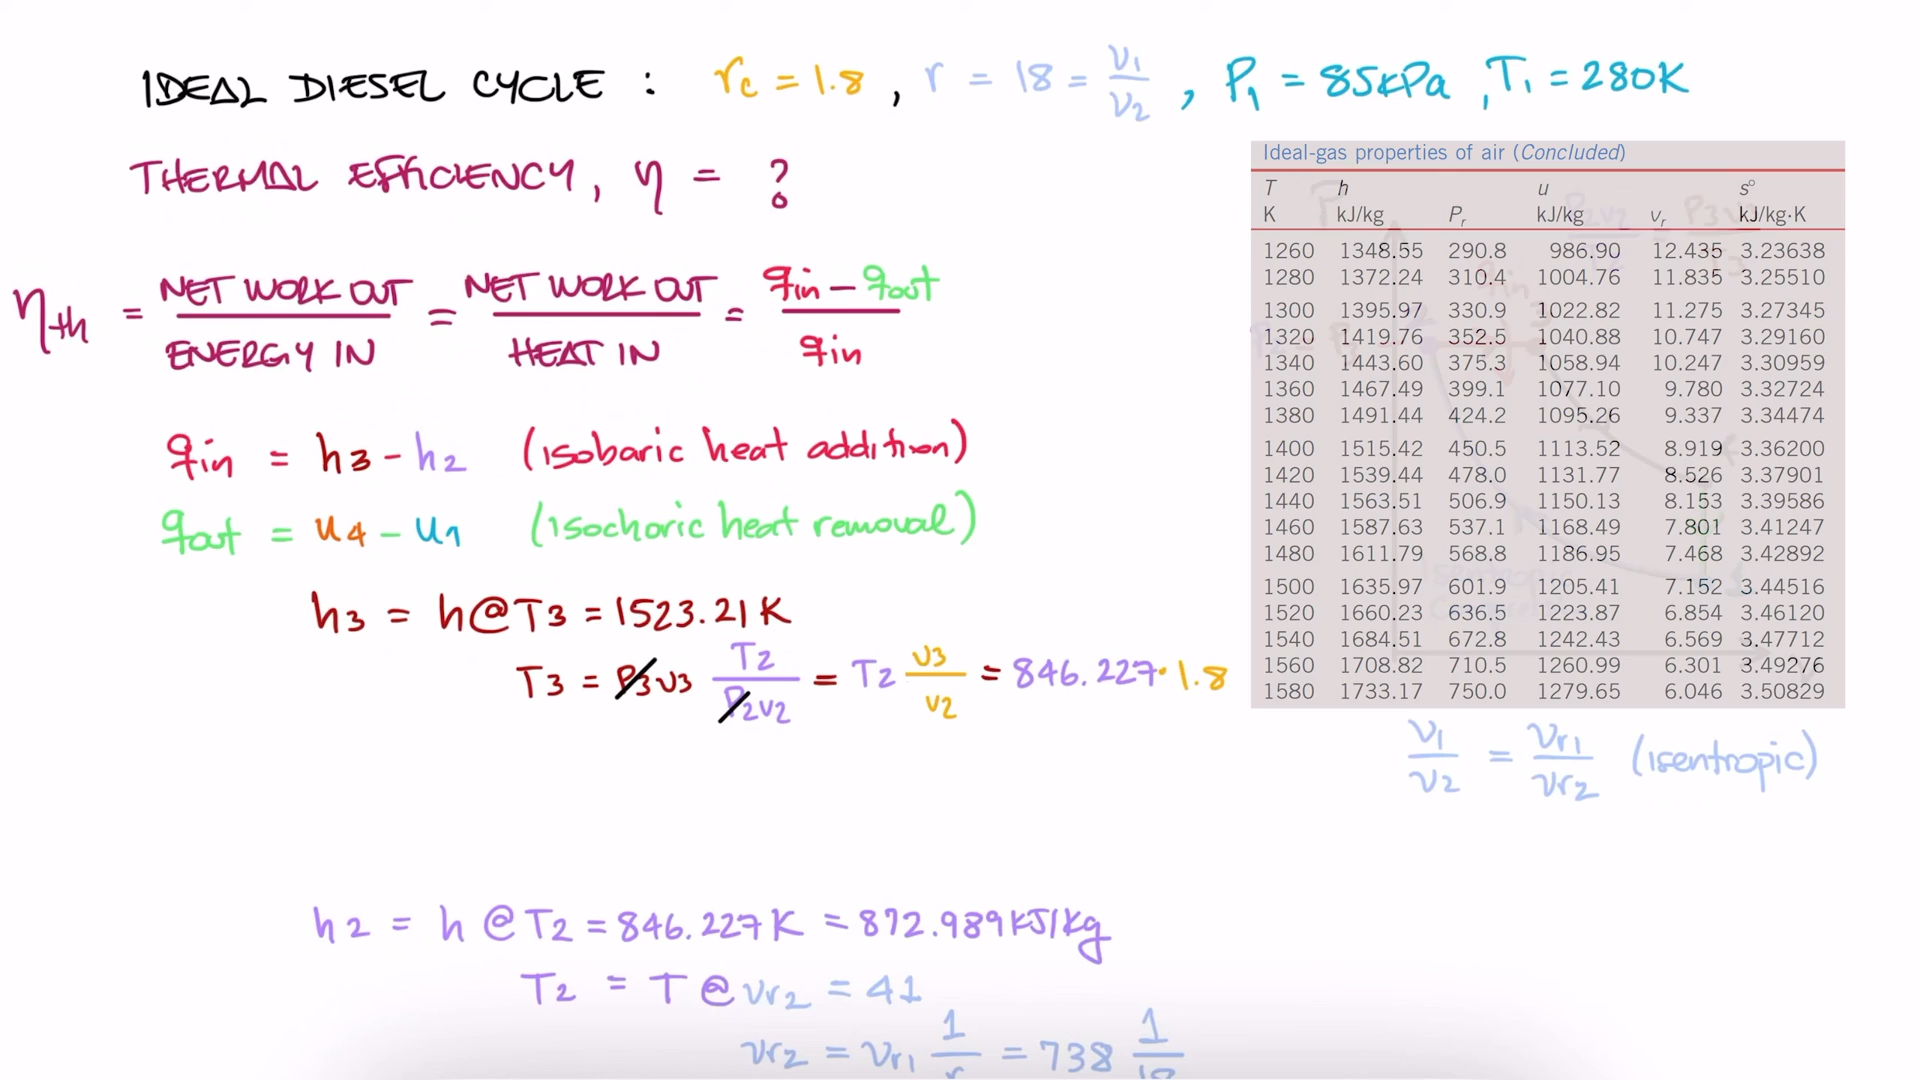 IDEAL DIESEL CYCLE : rc = 1.8 , r = 18 = v1/v2 , P1 = 85kPa , T1 = 280K
THERMAL EFFICIENCY, η = ?
ηth = NET WORK OUT/ENERGY IN = NET WORK OUT/HEAT IN = qin - qout/qin
qin = h3 - h2 (isobaric heat addition)
qout = u4 - u1 (isochoric heat removal)
h3 = h@T3 = 1523.21K
T3 = P3v3 T2/P2v2 = T2 v3/v2 = 846.227 · 1.8
h2 = h @ T2 = 846.227K = 872.989 kJ/kg
T2 = T @ vr2 = 41
vr2 = vr1 1/r = 738 1/18
Ideal-gas properties of air (Concluded)
T h u s°
K kJ/kg Pr kJ/kg vr kJ/kg·K
1260 1348.55 290.8 986.90 12.435 3.23638
1280 1372.24 310.4 1004.76 11.835 3.25510
1300 1395.97 330.9 1022.82 11.275 3.27345
1320 1419.76 352.5 1040.88 10.747 3.29160
1340 1443.60 375.3 1058.94 10.247 3.30959
1360 1467.49 399.1 1077.10 9.780 3.32724
1380 1491.44 424.2 1095.26 9.337 3.34474
1400 1515.42 450.5 1113.52 8.919 3.36200
1420 1539.44 478.0 1131.77 8.526 3.37901
1440 1563.51 506.9 1150.13 8.153 3.39586
1460 1587.63 537.1 1168.49 7.801 3.41247
1480 1611.79 568.8 1186.95 7.468 3.42892
1500 1635.97 601.9 1205.41 7.152 3.44516
1520 1660.23 636.5 1223.87 6.854 3.46120
1540 1684.51 672.8 1242.43 6.569 3.47712
1560 1708.82 710.5 1260.99 6.301 3.49276
1580 1733.17 750.0 1279.65 6.046 3.50829
v1/v2 = vr1/vr2 (isentropic)